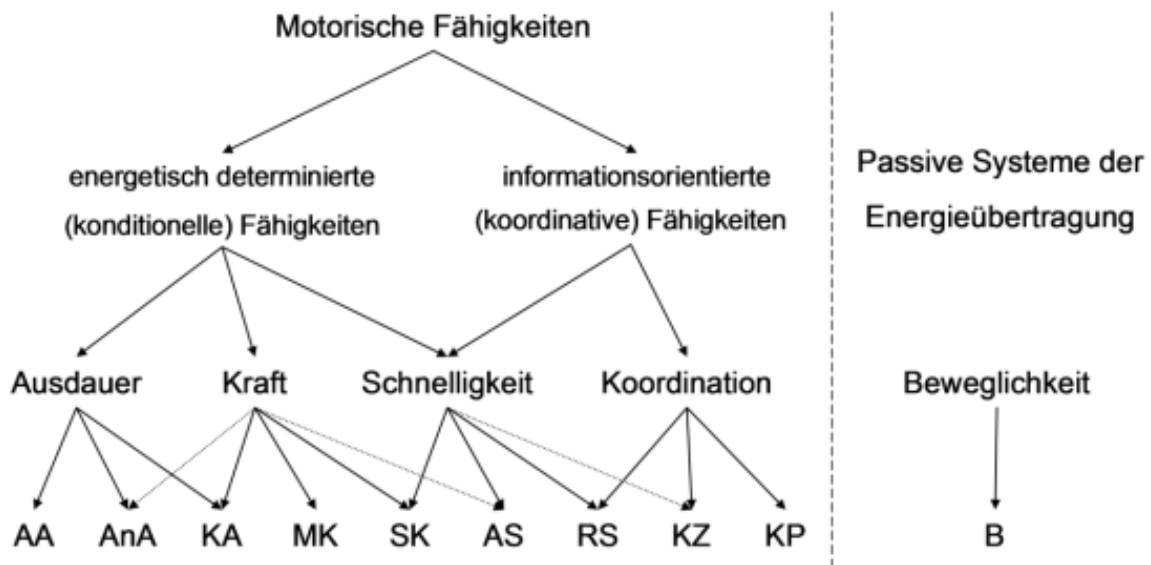 Motorische Fähigkeiten
energetisch determinierte
(konditionelle) Fähigkeiten
informationsorientierte
(koordinative) Fähigkeiten
Passive Systeme der
Energieübertragung
Ausdauer Kraft Schnelligkeit Koordination Beweglichkeit
AA AnA KA MK SK AS RS KZ KP B